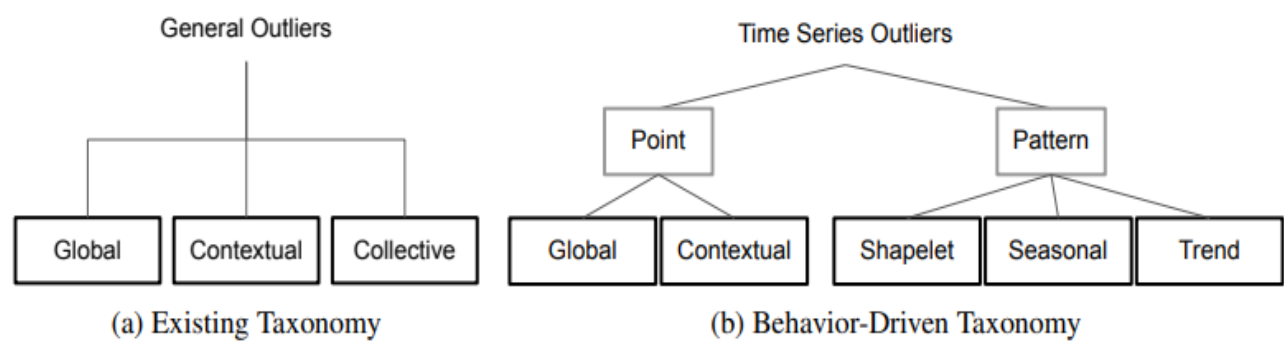 General Outliers
Global
Contextual
Collective
(a) Existing Taxonomy
Time Series Outliers
Point
Pattern
Global
Contextual
Shapelet
Seasonal
Trend
(b) Behavior-Driven Taxonomy